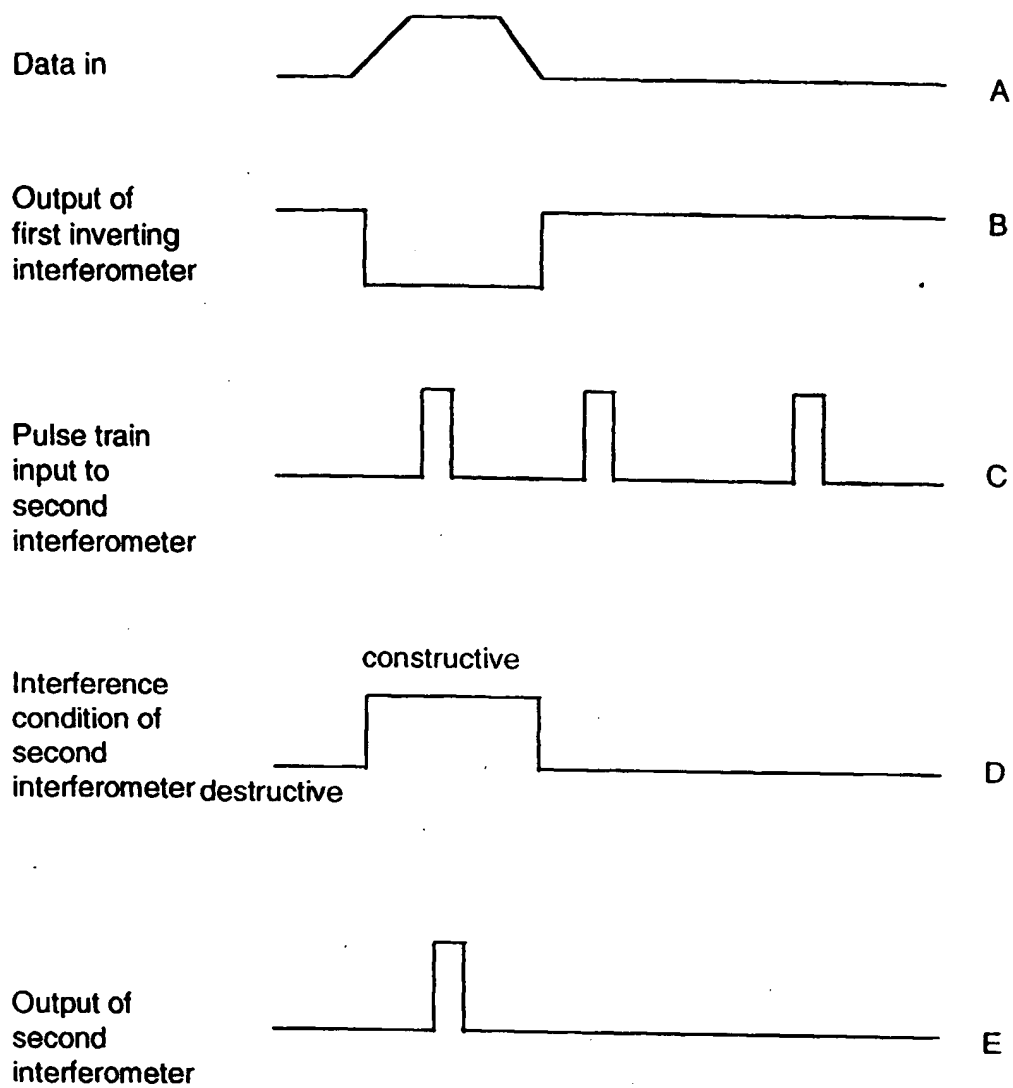 Data in
A
Output of
first inverting
interferometer
B
Pulse train
input to
second
interferometer
C
constructive
Interference
condition of
second
interferometer destructive
D
Output of
second
interferometer
E